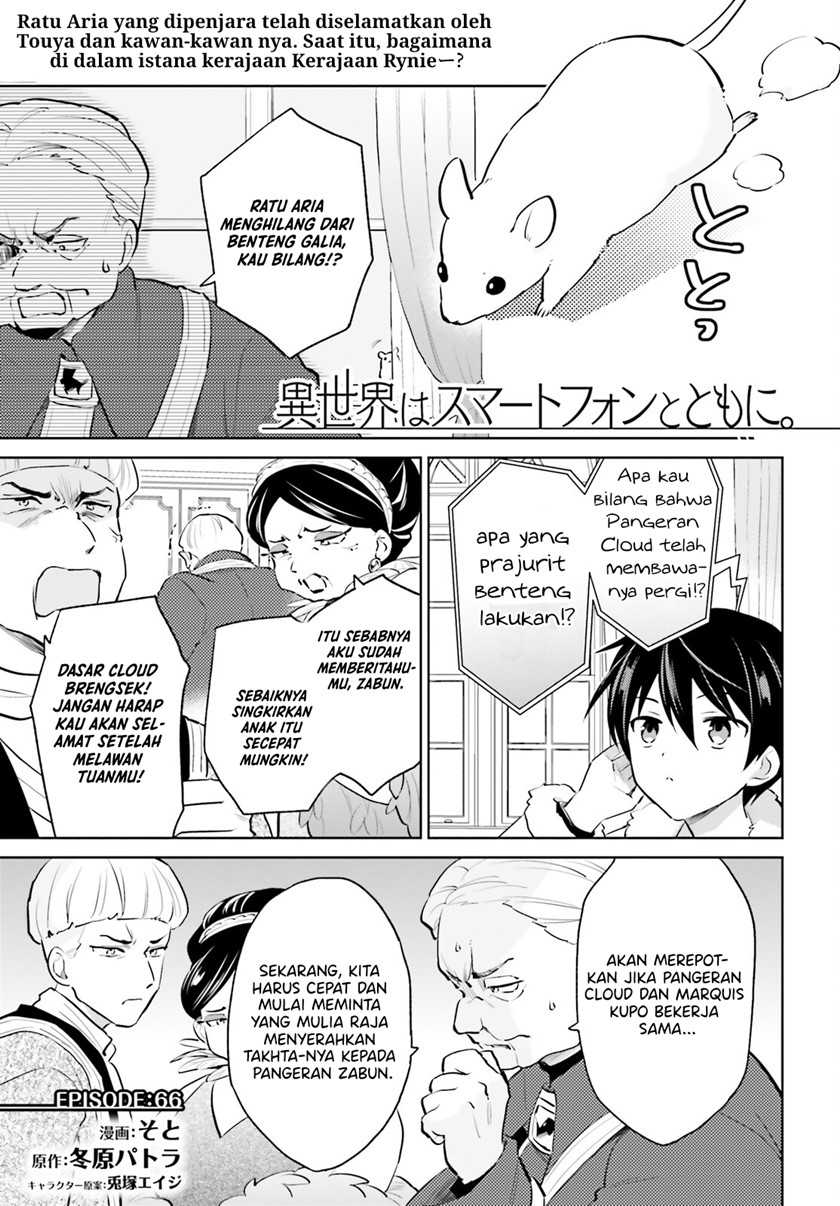 Ratu Aria yang dipenjara telah diselamatkan oleh
Touya dan kawan-kawan nya. Saat itu, bagaimana
di dalam istana kerajaan Kerajaan Rynieー?
RATU ARIA
MENGHILANG DARI
BENTENG GALIA,
KAU BILANG!?
ととっ
異世界はスマートフォンとともに。
Apa kau
bilang bahwa
Pangeran
Cloud telah
membawa-
nya pergi!?
apa yang
prajurit
Benteng
lakukan!?
ITU SEBABNYA
AKU SUDAH
MEMBERITAHU-
MU, ZABUN.
SEBAIKNYA
SINGKIRKAN
ANAK ITU
SECEPAT
MUNGKIN!
DASAR CLOUD
BRENGSEK!
JANGAN HARAP
KAU AKAN SEL-
AMAT SETELAH
MELAWAN
TUANMU!
AKAN MEREPOT-
KAN JIKA PANGERAN
CLOUD DAN MARQUIS
KUPO BEKERJA
SAMA...
SEKARANG, KITA
HARUS CEPAT DAN
MULAI MEMINTA
YANG MULIA RAJA
MENYERAHKAN
TAKHTA-NYA KEPADA
PANGERAN ZABUN.
EPISODE:66
漫画:そと
原作:冬原パトラ
キャラクター原案:兎塚エイジ